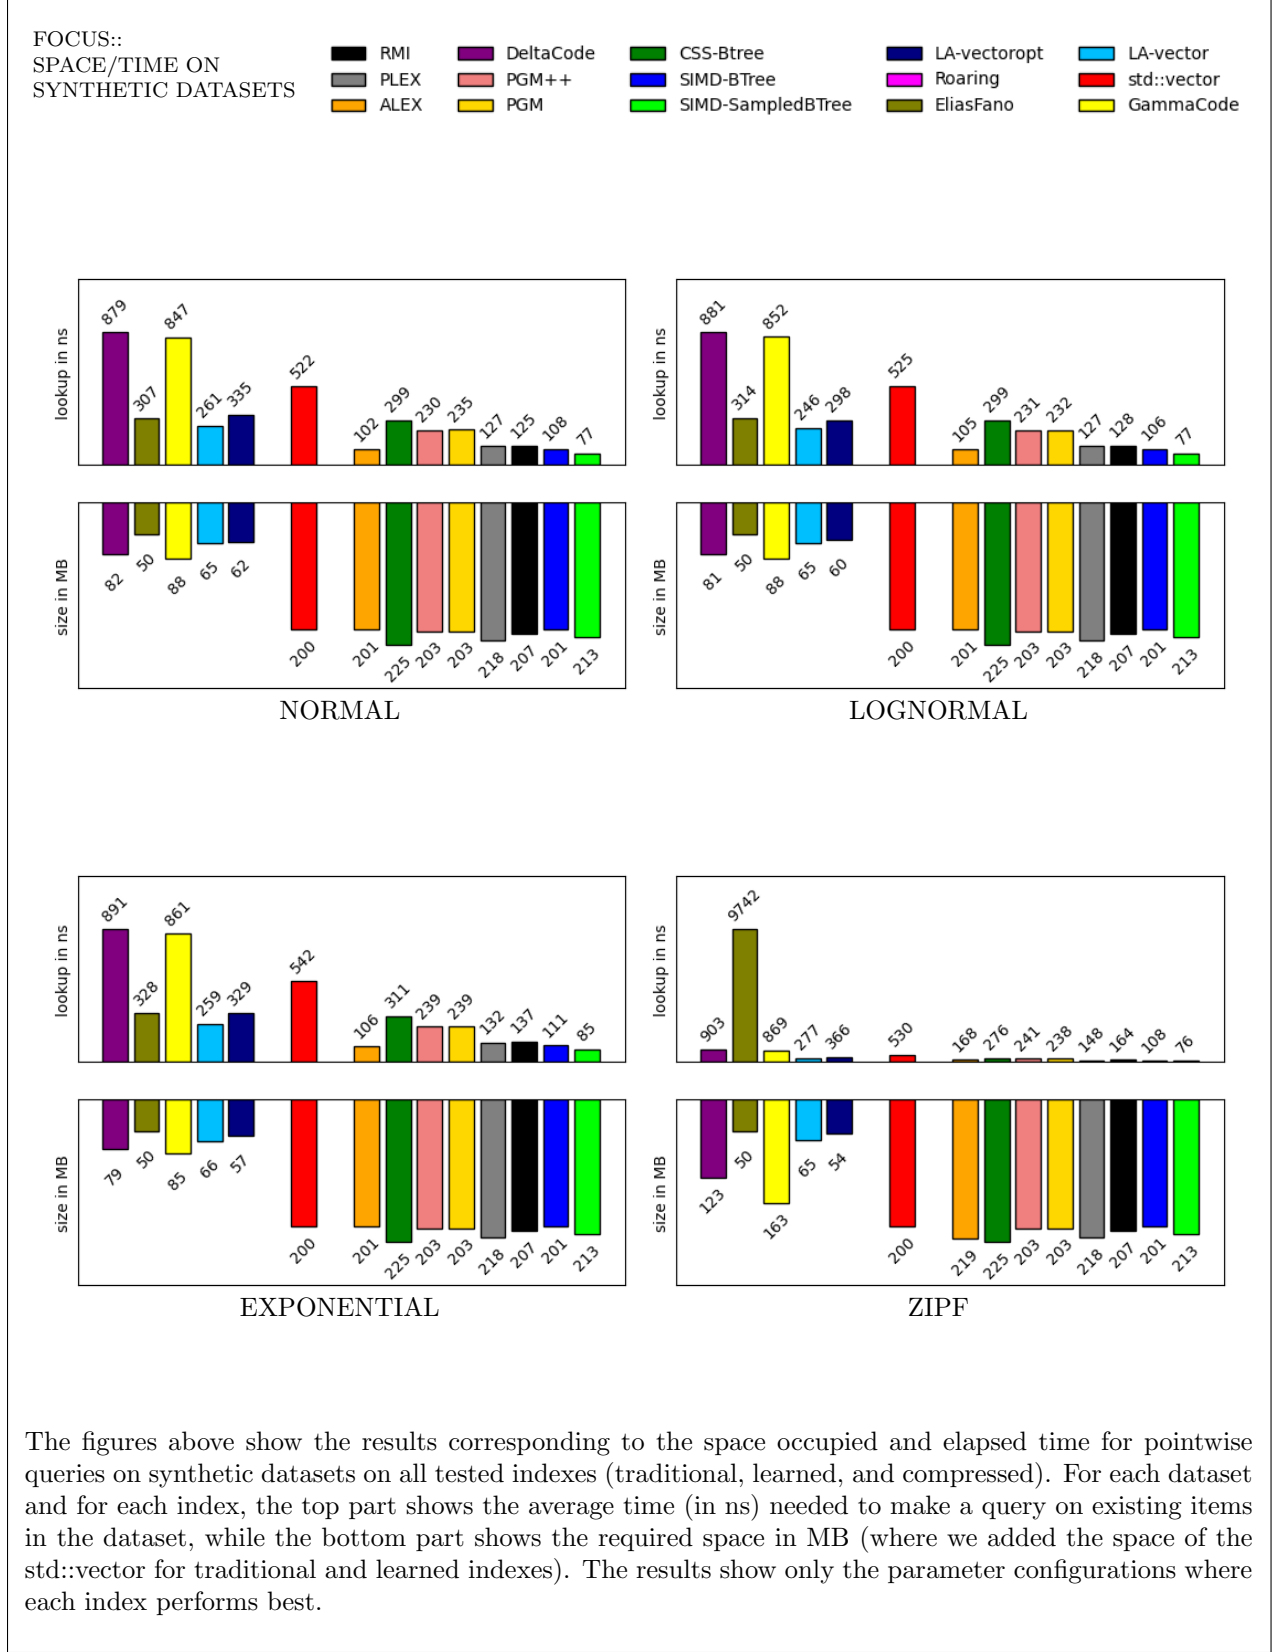 FOCUS::
SPACE/TIME ON
SYNTHETIC DATASETS
RMI DeltaCode CSS-Btree LA-vectoropt LA-vector
PLEX PGM++ SIMD-BTree Roaring std::vector
ALEX PGM SIMD-SampledBTree EliasFano GammaCode
lookup in ns
879 307 847 261 335 522 102 299 230 235 127 125 108 77
size in MB
82 50 88 65 62 200 201 225 203 203 218 207 201 213
NORMAL
lookup in ns
881 314 852 246 298 525 105 299 231 232 127 128 106 77
size in MB
81 50 88 65 60 200 201 225 203 203 218 207 201 213
LOGNORMAL
lookup in ns
891 328 861 259 329 542 106 311 239 239 132 137 111 85
size in MB
79 50 85 66 57 200 201 225 203 203 218 207 201 213
EXPONENTIAL
lookup in ns
903 9742 869 277 366 530 168 276 241 238 148 164 108 76
size in MB
123 50 163 65 54 200 219 225 203 203 218 207 201 213
ZIPF
The figures above show the results corresponding to the space occupied and elapsed time for pointwise
queries on synthetic datasets on all tested indexes (traditional, learned, and compressed). For each dataset
and for each index, the top part shows the average time (in ns) needed to make a query on existing items
in the dataset, while the bottom part shows the required space in MB (where we added the space of the
std::vector for traditional and learned indexes). The results show only the parameter configurations where
each index performs best.